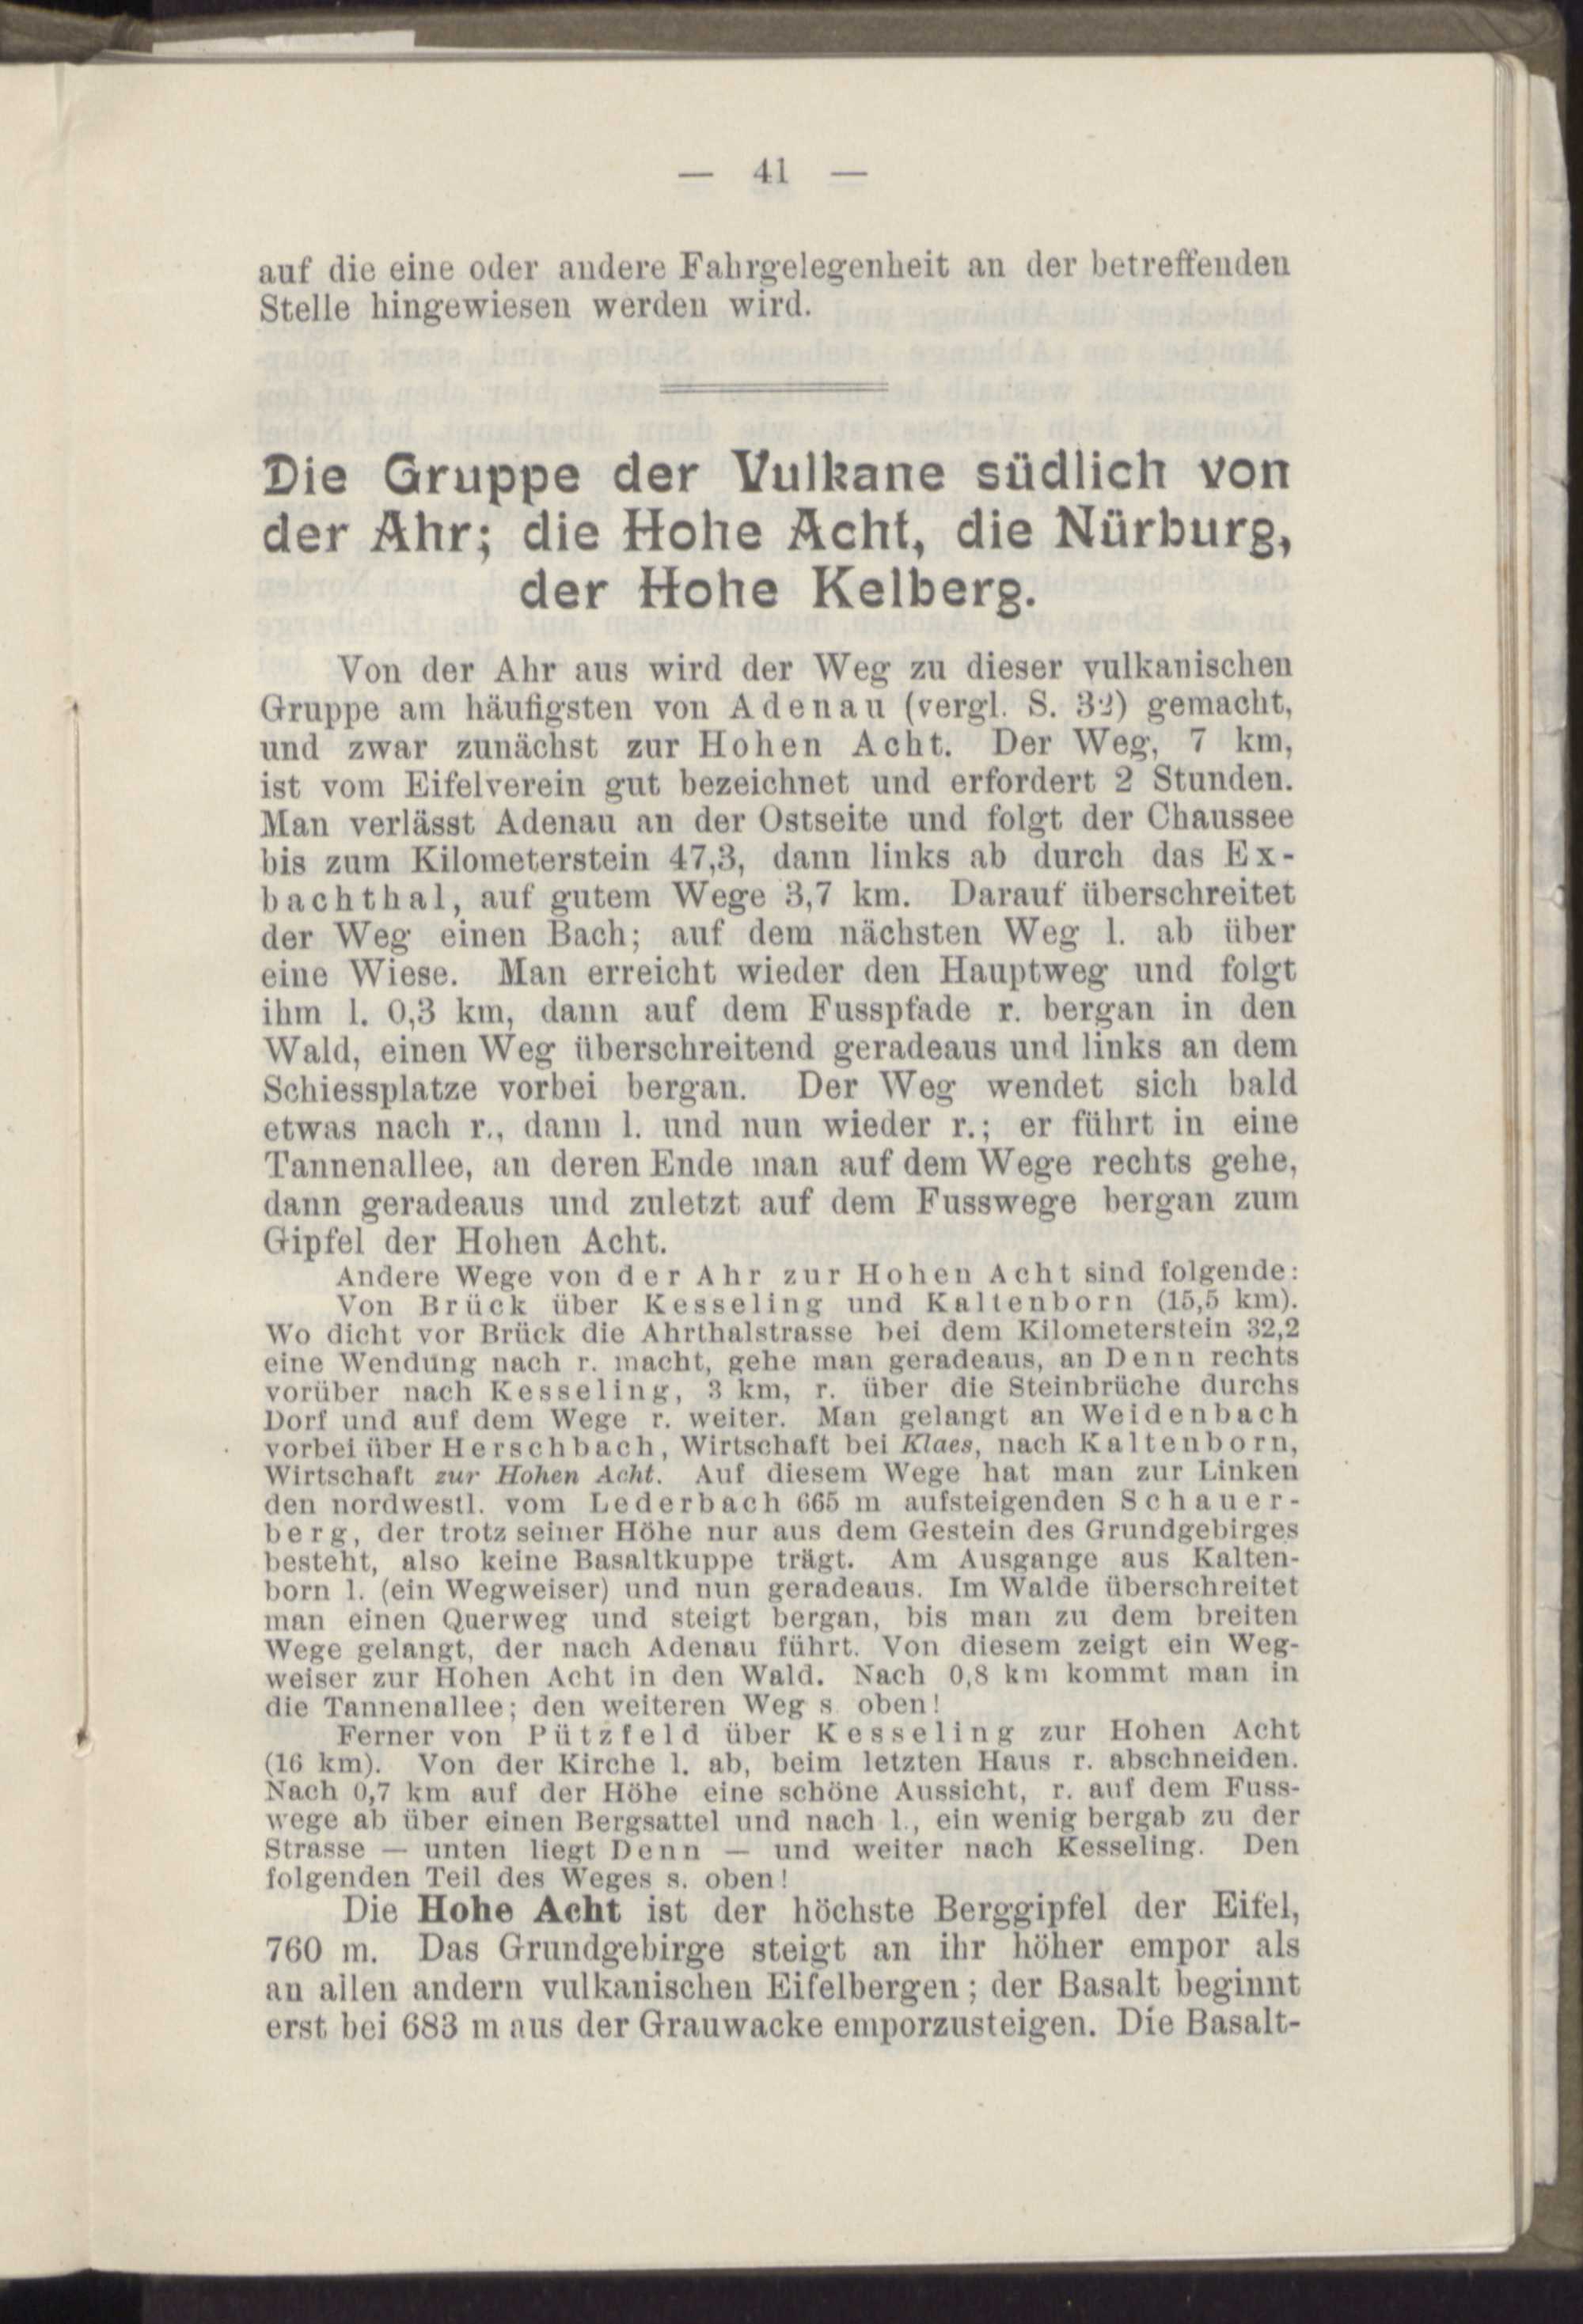 — 41 —
auf die eine oder andere Fahrgelegenheit an der betreffenden
Stelle hingewiesen werden wird.
Die Gruppe der Vulkane südlich von
der Ahr; die Hohe Acht, die Nürburg,
der Hohe Kelberg.
Von der Ahr aus wird der Weg zu dieser vulkanischen
Gruppe am häufigsten von Adenau (vergl. S. 32) gemacht,
und zwar zunächst zur Hohen Acht. Der Weg, 7 km,
ist vom Eifelverein gut bezeichnet und erfordert 2 Stunden.
Man verlässt Adenau an der Ostseite und folgt der Chaussee
bis zum Kilometerstein 47,3, dann links ab durch das Ex-
bachthal, auf gutem Wege 3,7 km. Darauf überschreitet
der Weg einen Bach; auf dem nächsten Weg l. ab über
eine Wiese. Man erreicht wieder den Hauptweg und folgt
ihm l. 0,3 km, dann auf dem Fusspfade r. bergan in den
Wald, einen Weg überschreitend geradeaus und links an dem
Schiessplatze vorbei bergan. Der Weg wendet sich bald
etwas nach r., dann l. und nun wieder r.; er führt in eine
Tannenallee, an deren Ende man auf dem Wege rechts gehe,
dann geradeaus und zuletzt auf dem Fusswege bergan zum
Gipfel der Hohen Acht.
Andere Wege von der Ahr zur Hohen Acht sind folgende:
Von Brück über Kesseling und Kaltenborn (15,5 km).
Wo dicht vor Brück die Ahrthalstrasse bei dem Kilometerstein 32,2
eine Wendung nach r. macht, gehe man geradeaus, an Denn rechts
vorüber nach Kesseling, 3 km, r. über die Steinbrüche durchs
Dorf und auf dem Wege r. weiter. Man gelangt an Weidenbach
vorbei über Herschbach, Wirtschaft bei Klaes, nach Kaltenborn,
Wirtschaft zur Hohen Acht. Auf diesem Wege hat man zur Linken
den nordwestl. vom Lederbach 665 m aufsteigenden Schauer-
berg, der trotz seiner Höhe nur aus dem Gestein des Grundgebirges
besteht, also keine Basaltkuppe trägt. Am Ausgange aus Kalten-
born l. (ein Wegweiser) und nun geradeaus. Im Walde überschreitet
man einen Querweg und steigt bergan, bis man zu dem breiten
Wege gelangt, der nach Adenau führt. Von diesem zeigt ein Weg-
weiser zur Hohen Acht in den Wald. Nach 0,8 km kommt man in
die Tannenallee; den weiteren Weg s. oben!
Ferner von Pützfeld über Kesseling zur Hohen Acht
(16 km). Von der Kirche l. ab, beim letzten Haus r. abschneiden.
Nach 0,7 km auf der Höhe eine schöne Aussicht, r. auf dem Fuss-
wege ab über einen Bergsattel und nach l., ein wenig bergab zu der
Strasse — unten liegt Denn — und weiter nach Kesseling. Den
folgenden Teil des Weges s. oben!
Die Hohe Acht ist der höchste Berggipfel der Eifel,
760 m. Das Grundgebirge steigt an ihr höher empor als
an allen andern vulkanischen Eifelbergen; der Basalt beginnt
erst bei 683 m aus der Grauwacke emporzusteigen. Die Basalt-